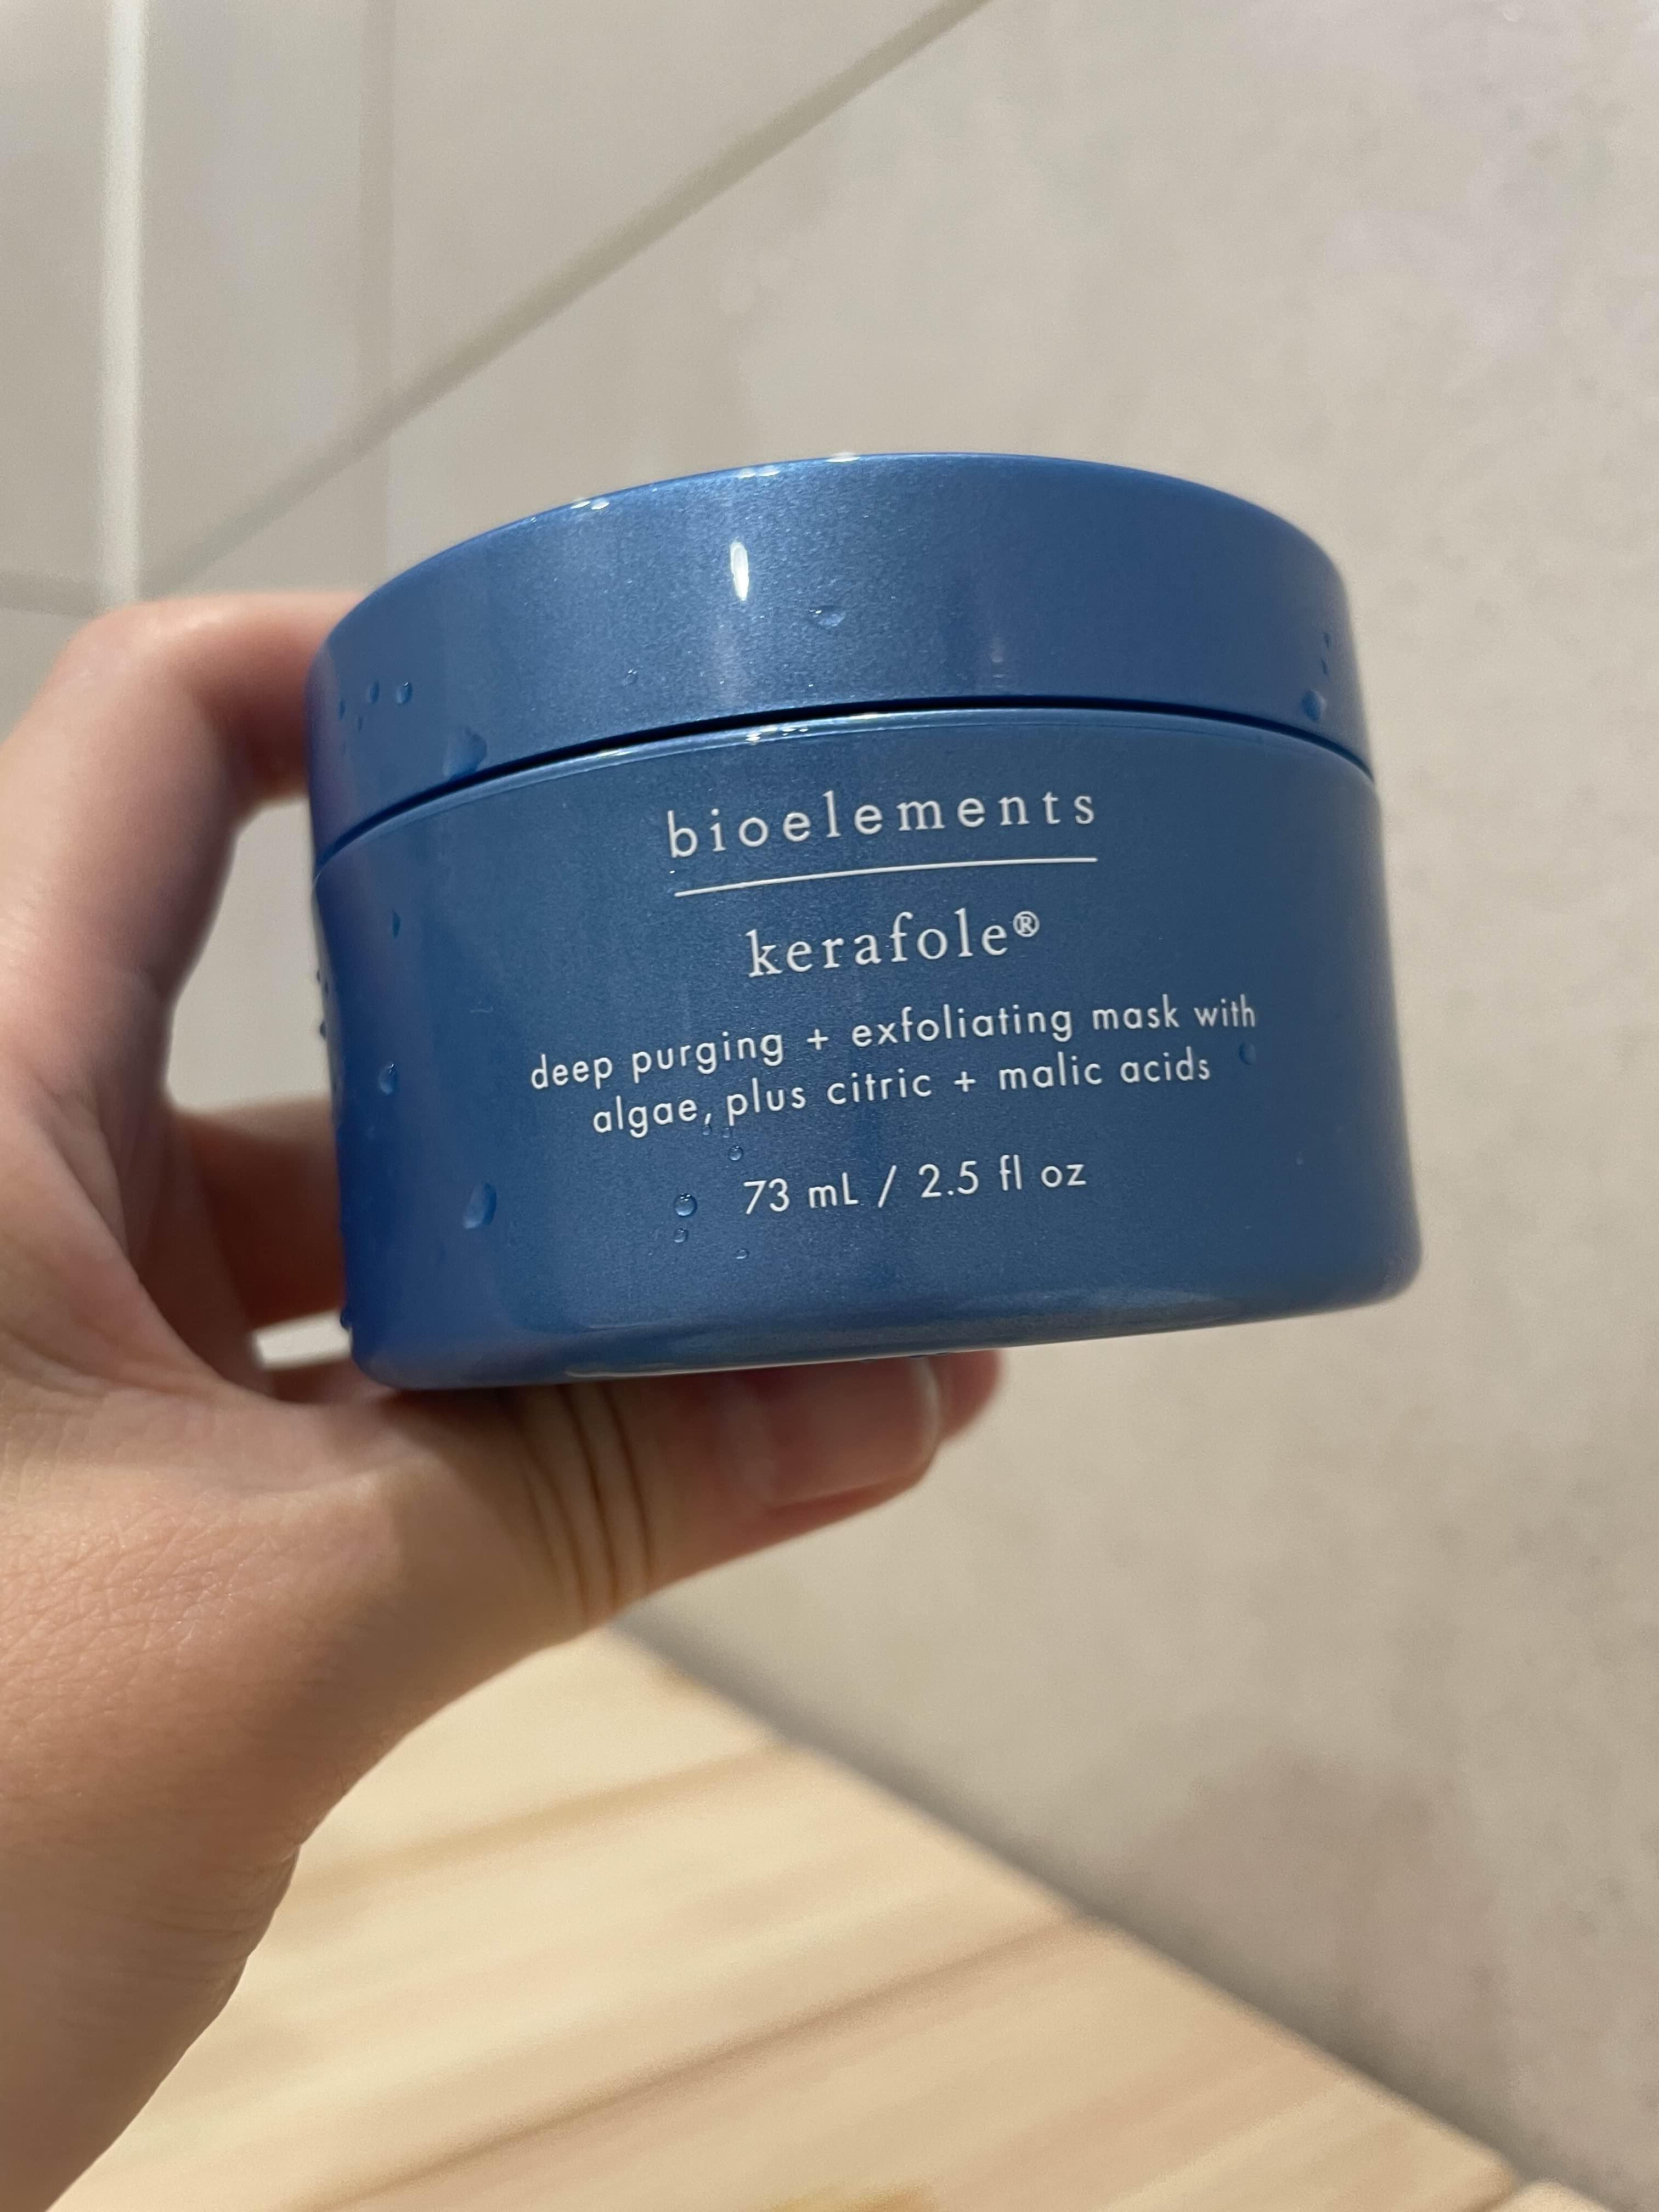 bioelements
kerafole®
deep purging + exfoliating mask with
algae, plus citric + malic acids
73 mL / 2.5 fl oz